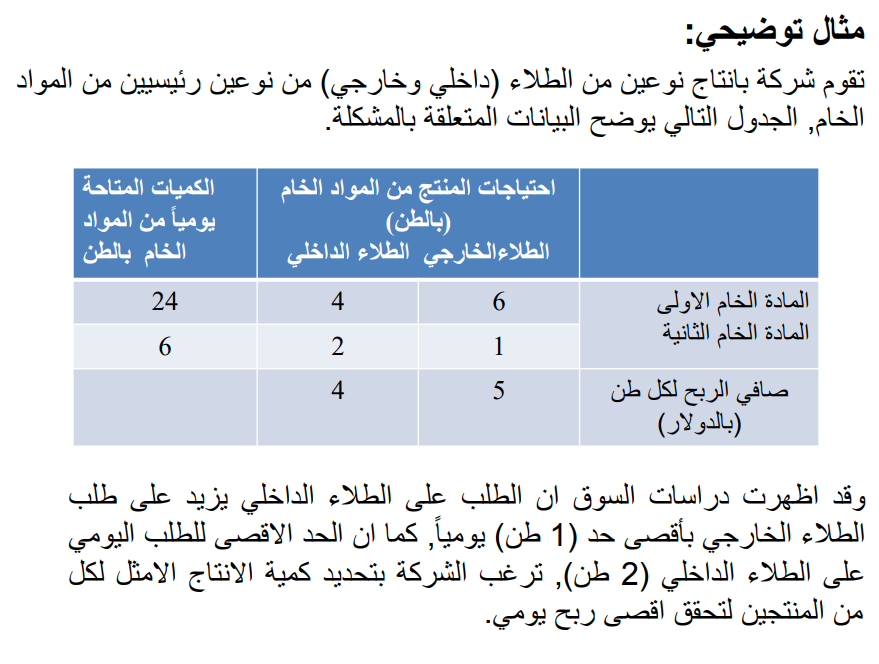 مثال توضيحي:
تقوم شركة بانتاج نوعين من الطلاء (داخلي وخارجي) من نوعين رئيسيين من المواد
الخام, الجدول التالي يوضح البيانات المتعلقة بالمشكلة.
احتياجات المنتج من المواد الخام
(بالطن)
الطلاءالخارجي الطلاء الداخلي
الكميات المتاحة
يومياً من المواد
الخام بالطن
المادة الخام الاولى
المادة الخام الثانية
6 4 24
1 2 6
صافي الربح لكل طن
(بالدولار)
5 4
وقد اظهرت دراسات السوق ان الطلب على الطلاء الداخلي يزيد على طلب
الطلاء الخارجي بأقصى حد (1 طن) يومياً, كما ان الحد الاقصى للطلب اليومي
على الطلاء الداخلي (2 طن), ترغب الشركة بتحديد كمية الانتاج الامثل لكل
من المنتجين لتحقق اقصى ربح يومي.